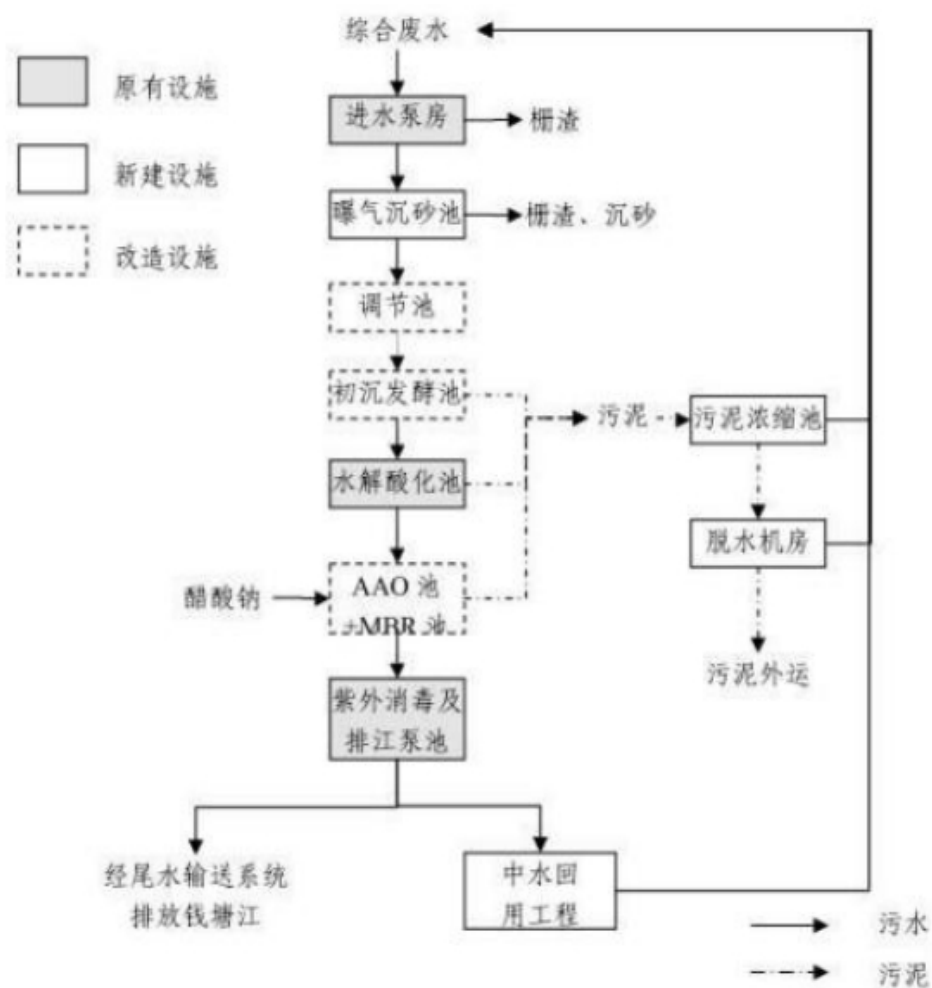 综合废水
原有设施
进水泵房
栅渣
新建设施
曝气沉砂池
栅渣、沉砂
改造设施
调节池
初沉发酵池
污泥
污泥浓缩池
水解酸化池
脱水机房
醋酸钠
AAO 池
+MBR 池
污泥外运
紫外消毒及
排江泵池
经尾水输送系统
排放钱塘江
中水回
用工程
污水
污泥